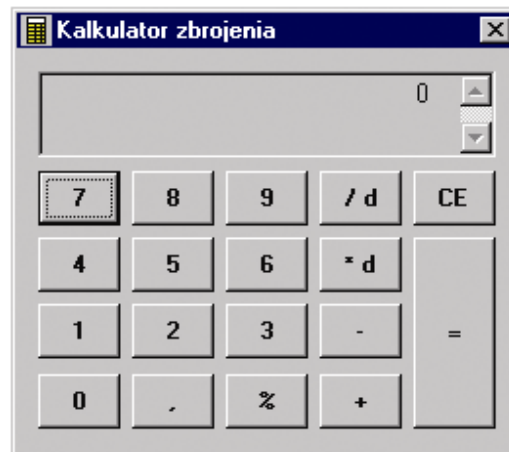 Kalkulator zbrojenia
0
7 8 9 / d CE
4 5 6 * d
1 2 3 - =
0 , % +